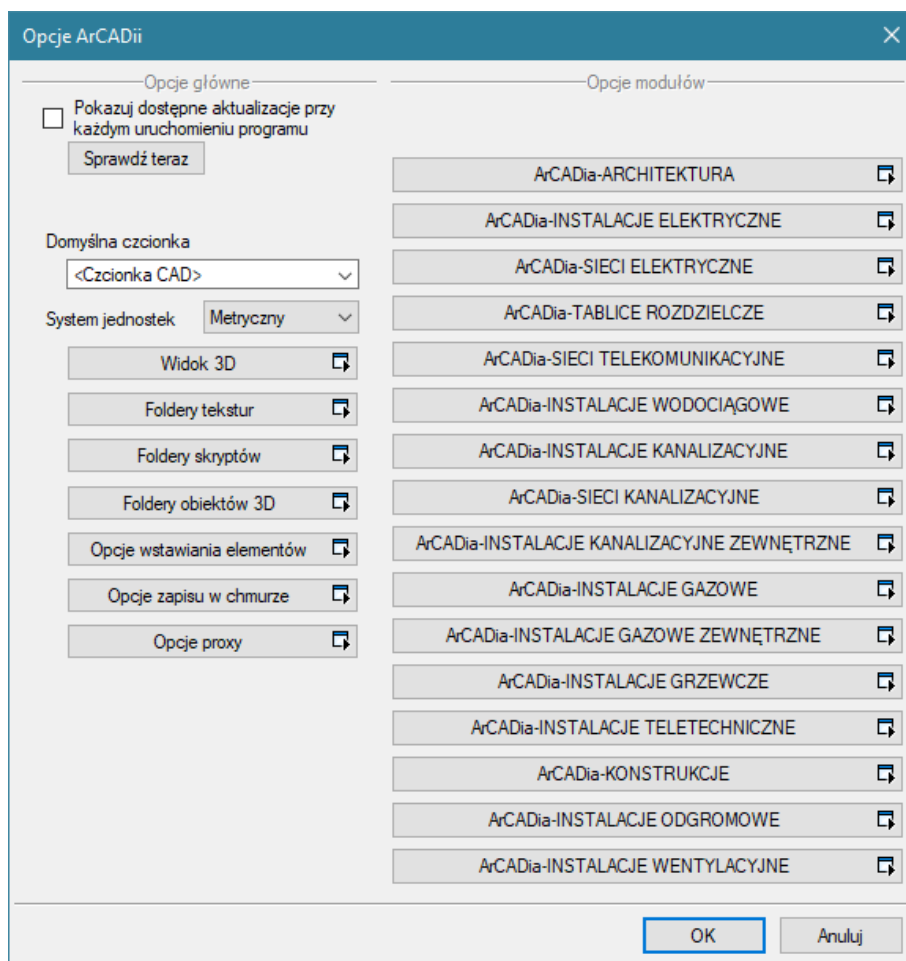 Opcje ArCADii
Opcje główne
Pokazuj dostępne aktualizacje przy
każdym uruchomieniu programu
Sprawdź teraz
Domyślna czcionka
<Czcionka CAD>
System jednostek Metryczny
Widok 3D
Foldery tekstur
Foldery skryptów
Foldery obiektów 3D
Opcje wstawiania elementów
Opcje zapisu w chmurze
Opcje proxy
Opcje modułów
ArCADia-ARCHITEKTURA
ArCADia-INSTALACJE ELEKTRYCZNE
ArCADia-SIECI ELEKTRYCZNE
ArCADia-TABLICE ROZDZIELCZE
ArCADia-SIECI TELEKOMUNIKACYJNE
ArCADia-INSTALACJE WODOCIĄGOWE
ArCADia-INSTALACJE KANALIZACYJNE
ArCADia-SIECI KANALIZACYJNE
ArCADia-INSTALACJE KANALIZACYJNE ZEWNĘTRZNE
ArCADia-INSTALACJE GAZOWE
ArCADia-INSTALACJE GAZOWE ZEWNĘTRZNE
ArCADia-INSTALACJE GRZEWCZE
ArCADia-INSTALACJE TELETECHNICZNE
ArCADia-KONSTRUKCJE
ArCADia-INSTALACJE ODGROMOWE
ArCADia-INSTALACJE WENTYLACYJNE
OK
Anuluj